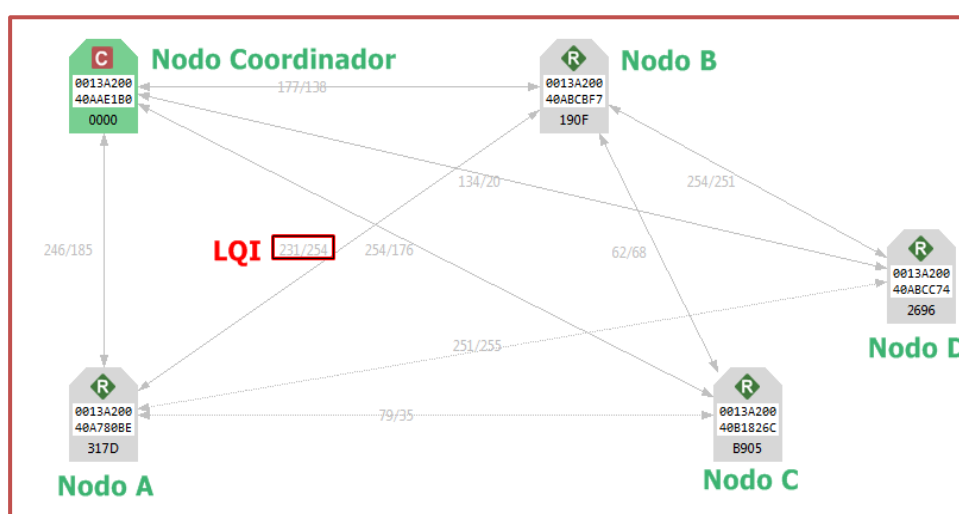 C
Nodo Coordinador
0013A200
40AAE1B0
0000
R
Nodo B
0013A200
40ABCBF7
190F
177/138
134/20
254/251
246/185
LQI
231/254
254/176
62/68
R
0013A200
40ABCC74
2696
Nodo D
251/255
R
0013A200
40A780BE
317D
Nodo A
79/35
R
0013A200
40B1826C
B905
Nodo C